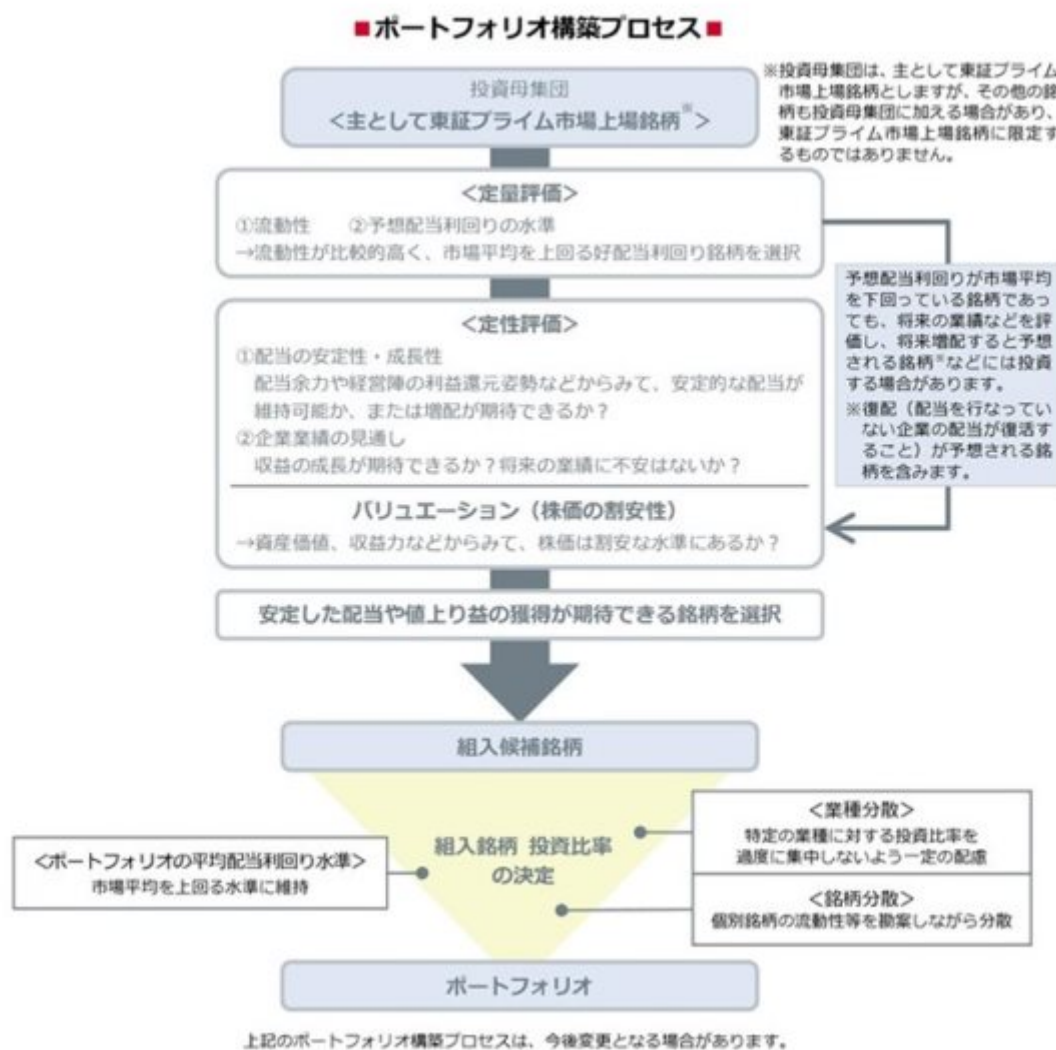 ■ポートフォリオ構築プロセス■
投資母集団
<主として東証プライム市場上場銘柄※>
※投資母集団は、主として東証プライム
市場上場銘柄としますが、その他の銘
柄も投資母集団に加える場合があり、
東証プライム市場上場銘柄に限定す
るものではありません。
<定量評価>
①流動性 ②予想配当利回りの水準
→流動性が比較的高く、市場平均を上回る好配当利回り銘柄を選択
予想配当利回りが市場平均
を下回っている銘柄であっ
ても、将来の業績などを評
価し、将来増配すると予想
される銘柄※などには投資
する場合があります。
※復配（配当を行なってい
ない企業の配当が復活す
ること）が予想される銘
柄を含みます。
<定性評価>
①配当の安定性・成長性
配当余力や経営陣の利益還元姿勢などからみて、安定的な配当が
維持可能か、または増配が期待できるか？
②企業業績の見通し
収益の成長が期待できるか？将来の業績に不安はないか？
バリュエーション（株価の割安性）
→資産価値、収益力などからみて、株価は割安な水準にあるか？
安定した配当や値上り益の獲得が期待できる銘柄を選択
組入候補銘柄
組入銘柄 投資比率
の決定
<ポートフォリオの平均配当利回り水準>
市場平均を上回る水準に維持
<業種分散>
特定の業種に対する投資比率を
過度に集中しないよう一定の配慮
<銘柄分散>
個別銘柄の流動性等を勘案しながら分散
ポートフォリオ
上記のポートフォリオ構築プロセスは、今後変更となる場合があります。